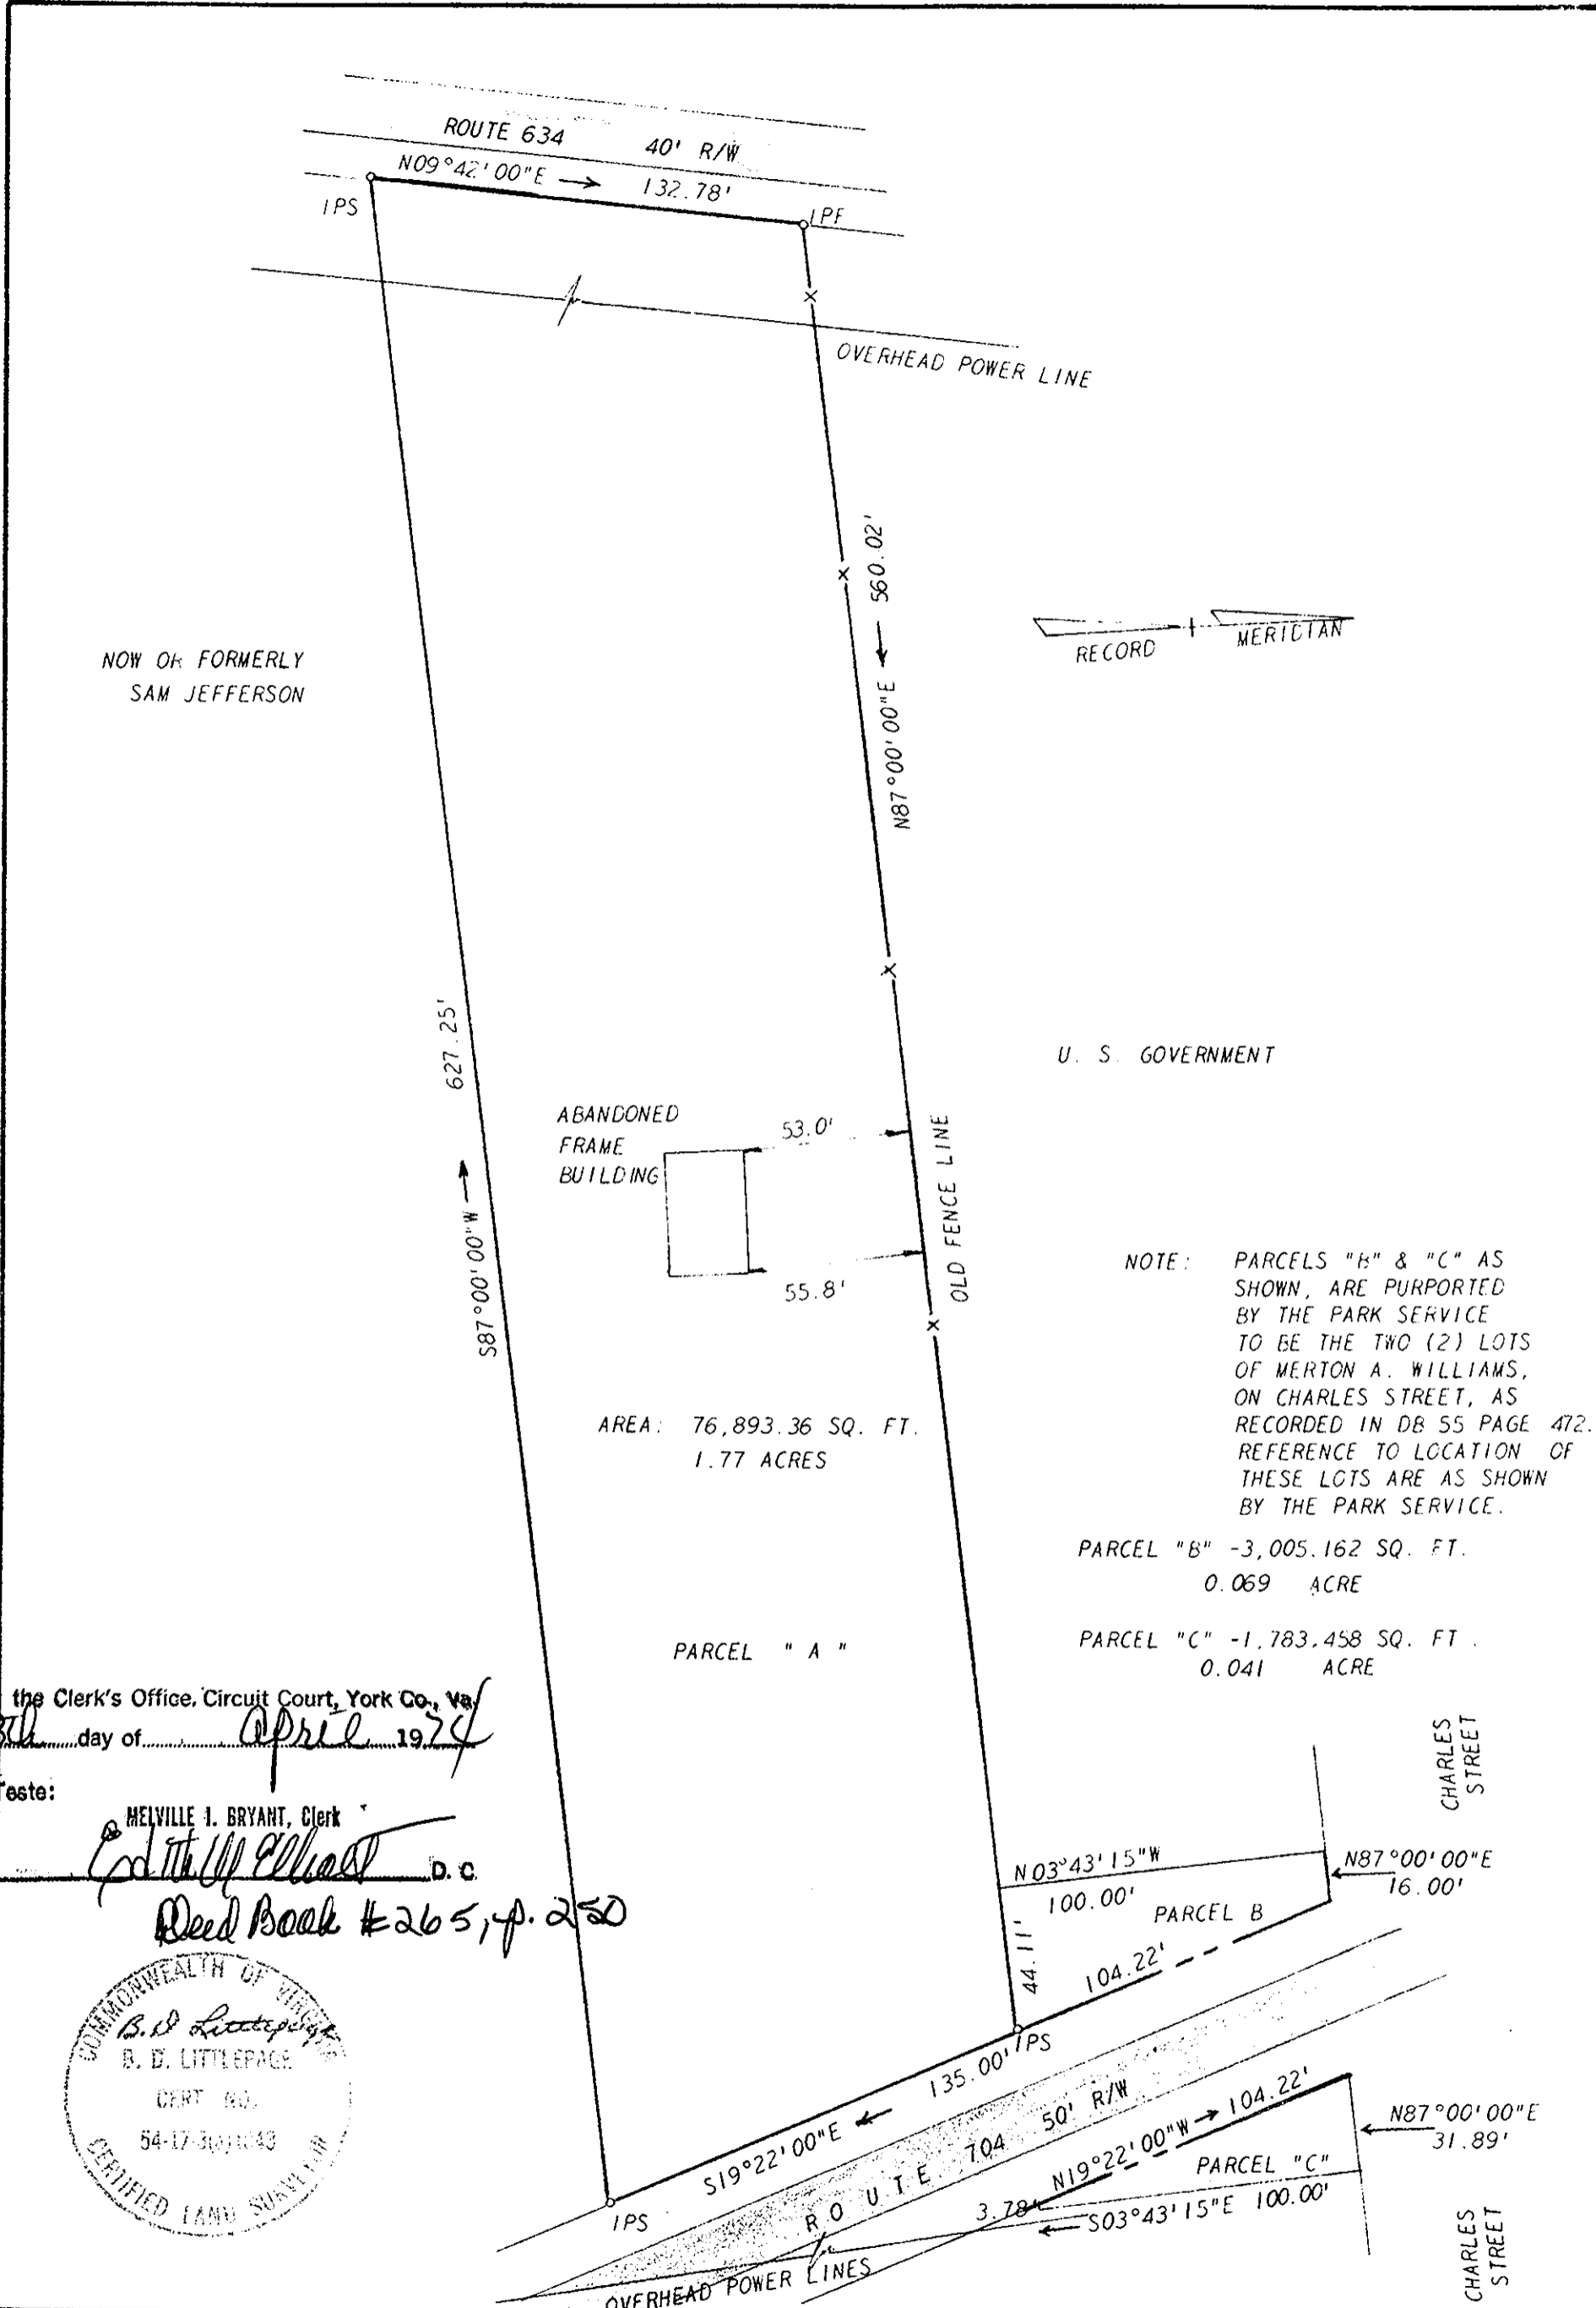 ROUTE 634 40' R/W
N09°42'00"E 132.78'
IPS
IPF
OVERHEAD POWER LINE
N87°00'00"E 560.02'
RECORD MERIDIAN
NOW OR FORMERLY
SAM JEFFERSON
S87°00'00"W 627.25'
U. S. GOVERNMENT
ABANDONED
FRAME
BUILDING
53.0'
55.8'
OLD FENCE LINE
NOTE: PARCELS "B" & "C" AS
SHOWN, ARE PURPORTED
BY THE PARK SERVICE
TO BE THE TWO (2) LOTS
OF MERTON A. WILLIAMS,
ON CHARLES STREET, AS
RECORDED IN DB 55 PAGE 472.
REFERENCE TO LOCATION OF
THESE LOTS ARE AS SHOWN
BY THE PARK SERVICE.
AREA: 76,893.36 SQ. FT.
1.77 ACRES
PARCEL "B" -3,005.162 SQ. FT.
0.069 ACRE
PARCEL "C" -1,783.458 SQ. FT.
0.041 ACRE
PARCEL "A"
the Clerk's Office, Circuit Court, York Co., Va.
day of April 1974
Teste:
MELVILLE I. BRYANT, Clerk
D.C.
Deed Book #265, p. 250
COMMONWEALTH OF VIRGINIA
B.D. Littlepage
B. D. LITTLEPAGE
CERT. NO.
CERTIFIED LAND SURVEYOR
CHARLES
STREET
N03°43'15"W
100.00'
N87°00'00"E
16.00'
PARCEL B
44.11'
104.22'
IPS
135.00'
S19°22'00"E
IPS
ROUTE 704 50' R/W
N19°22'00"W 104.22'
N87°00'00"E
31.89'
PARCEL "C"
3.78'
S03°43'15"E 100.00'
OVERHEAD POWER LINES
CHARLES
STREET